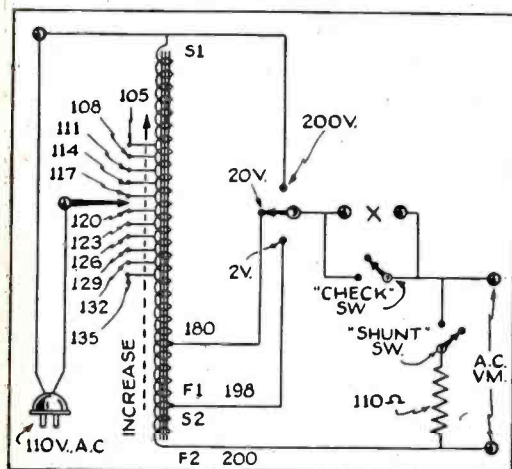 S1
105
108
111
114
117
120
123
126
129
132
135
INCREASE
200V.
20V.
2V.
X
"CHECK"
SW
"SHUNT"
SW.
110Ω
A.C.
VM.
180
F1 198
S2
F2 200
110V., A.C